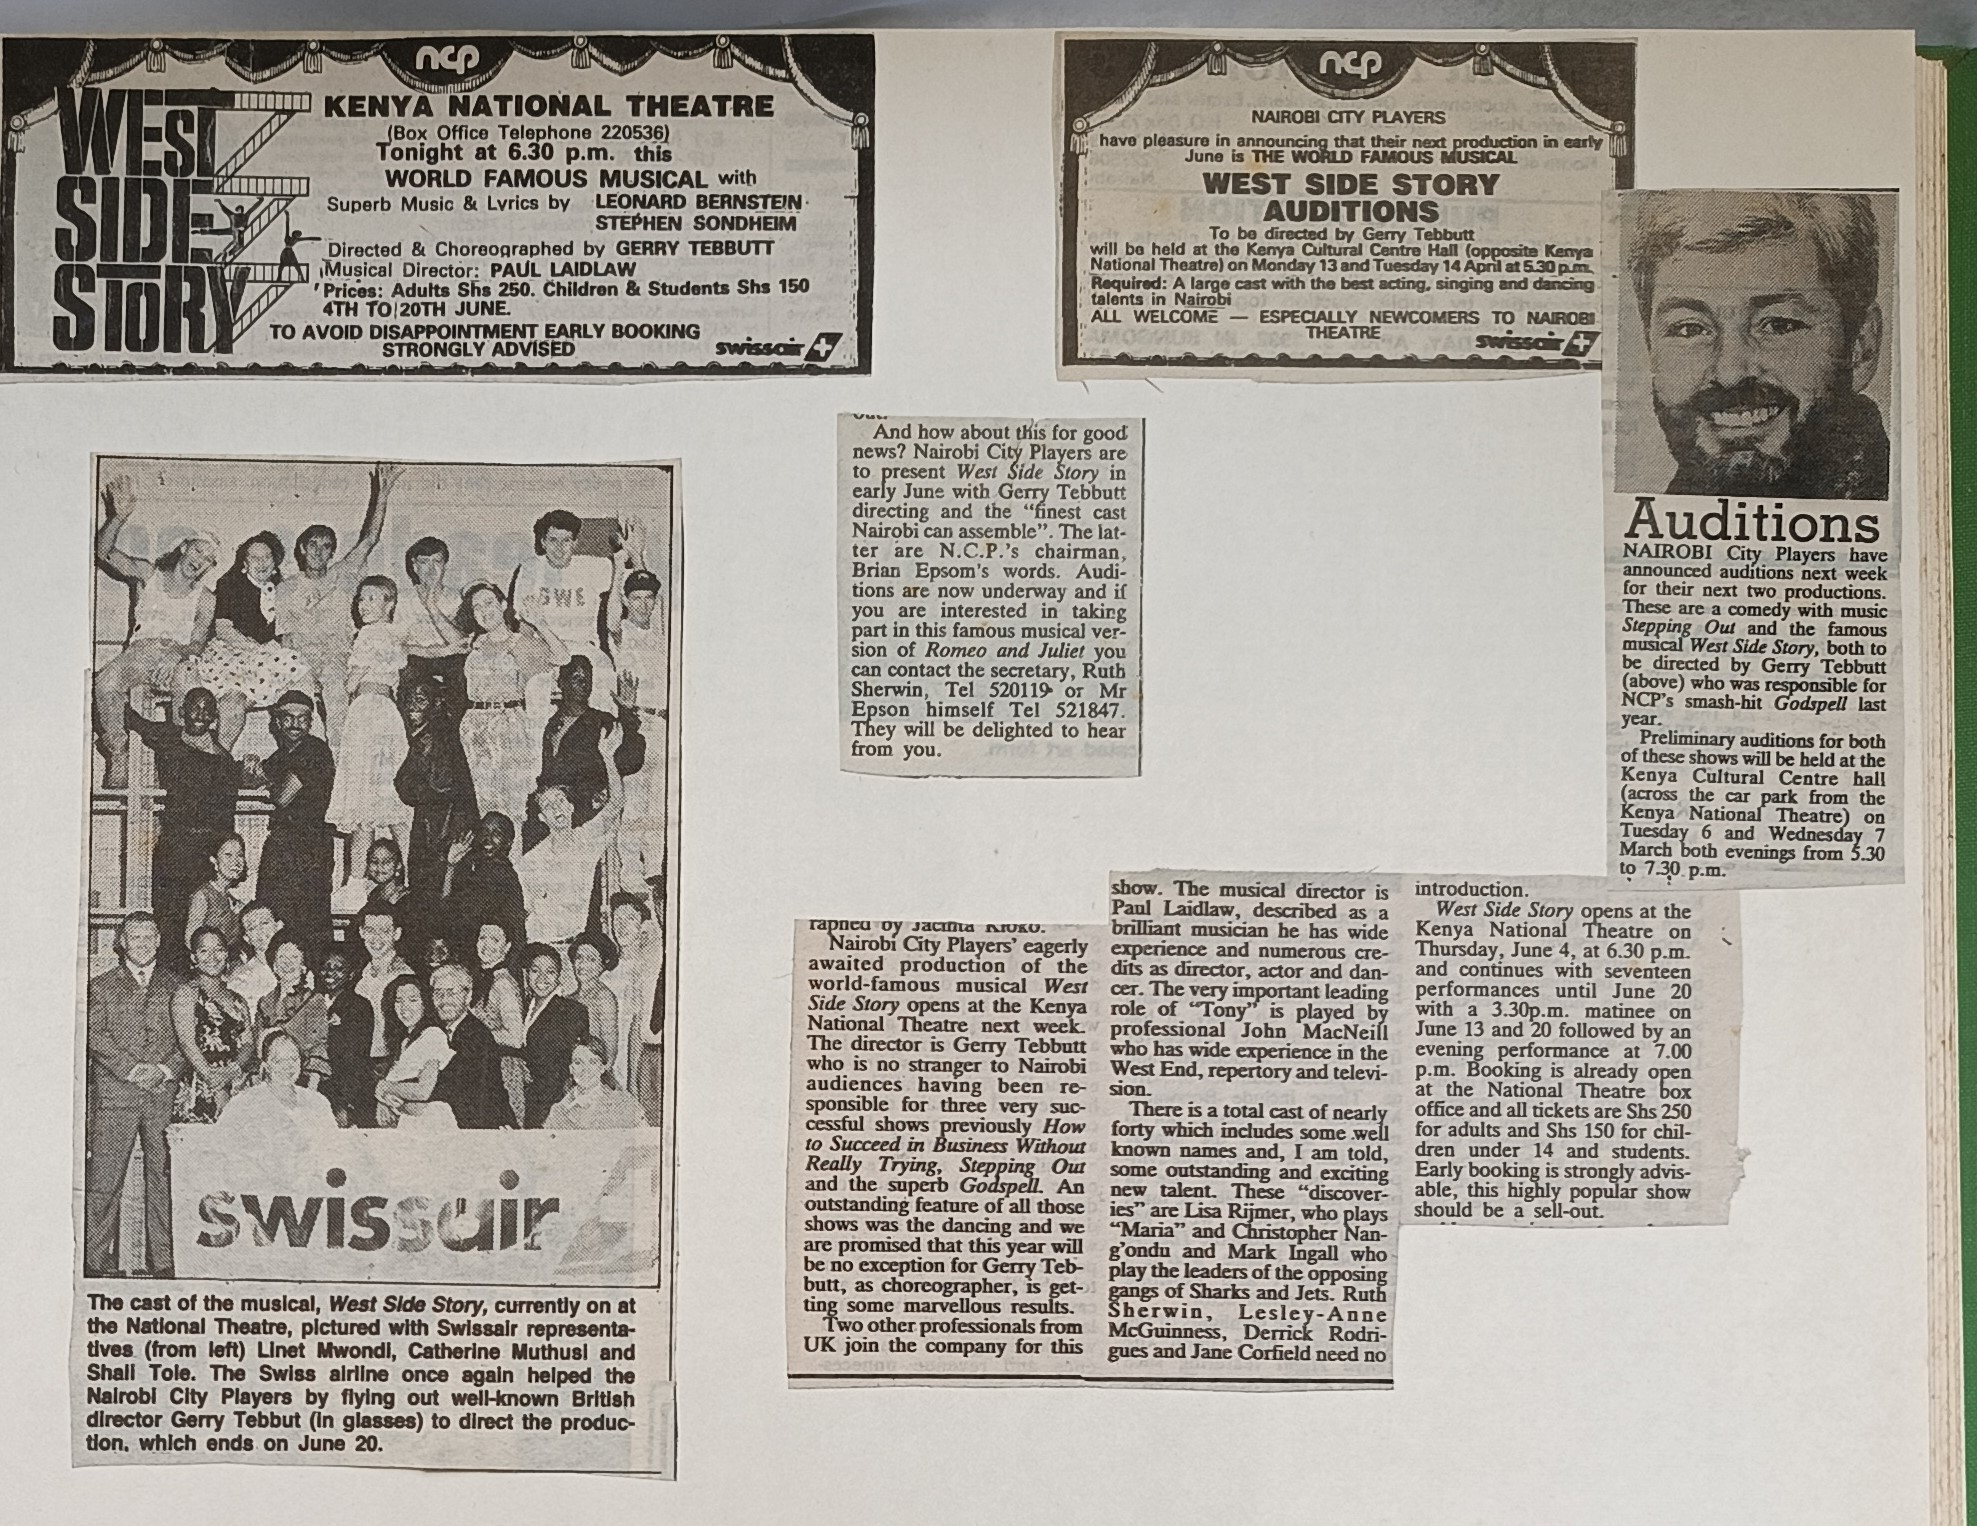 ncp
WEST
SIDE
STORY
KENYA NATIONAL THEATRE
(Box Office Telephone 220536)
Tonight at 6.30 p.m. this
WORLD FAMOUS MUSICAL with
Superb Music & Lyrics by LEONARD BERNSTEIN
STEPHEN SONDHEIM
Directed & Choreographed by GERRY TEBBUTT
Musical Director: PAUL LAIDLAW
Prices: Adults Shs 250. Children & Students Shs 150
4TH TO 20TH JUNE.
TO AVOID DISAPPOINTMENT EARLY BOOKING
STRONGLY ADVISED
swissair
ncp
NAIROBI CITY PLAYERS
have pleasure in announcing that their next production in early
June is THE WORLD FAMOUS MUSICAL
WEST SIDE STORY
AUDITIONS
To be directed by Gerry Tebbutt
will be held at the Kenya Cultural Centre Hall (opposite Kenya
National Theatre) on Monday 13 and Tuesday 14 April at 5.30 p.m.
Required: A large cast with the best acting, singing and dancing
talents in Nairobi
ALL WELCOME — ESPECIALLY NEWCOMERS TO NAIROBI
THEATRE
swissair
Auditions
NAIROBI City Players have
announced auditions next week
for their next two productions.
These are a comedy with music
Stepping Out and the famous
musical West Side Story, both to
be directed by Gerry Tebbutt
(above) who was responsible for
NCP's smash-hit Godspell last
year.
Preliminary auditions for both
of these shows will be held at the
Kenya Cultural Centre hall
(across the car park from the
Kenya National Theatre) on
Tuesday 6 and Wednesday 7
March both evenings from 5.30
to 7.30 p.m.
out.
And how about this for good
news? Nairobi City Players are
to present West Side Story in
early June with Gerry Tebbutt
directing and the “finest cast
Nairobi can assemble”. The lat-
ter are N.C.P.'s chairman,
Brian Epsom's words. Audi-
tions are now underway and if
you are interested in taking
part in this famous musical ver-
sion of Romeo and Juliet you
can contact the secretary, Ruth
Sherwin, Tel 520119 or Mr
Epson himself Tel 521847.
They will be delighted to hear
from you.
GWE
swissair
The cast of the musical, West Side Story, currently on at
the National Theatre, pictured with Swissair representa-
tives (from left) Linet Mwondi, Catherine Muthusi and
Shali Tole. The Swiss airline once again helped the
Nairobi City Players by flying out well-known British
director Gerry Tebbut (in glasses) to direct the produc-
tion, which ends on June 20.
raphed by Jacinta Kioko.
Nairobi City Players' eagerly
awaited production of the
world-famous musical West
Side Story opens at the Kenya
National Theatre next week.
The director is Gerry Tebbutt
who is no stranger to Nairobi
audiences having been re-
sponsible for three very suc-
cessful shows previously How
to Succeed in Business Without
Really Trying, Stepping Out
and the superb Godspell. An
outstanding feature of all those
shows was the dancing and we
are promised that this year will
be no exception for Gerry Teb-
butt, as choreographer, is get-
ting some marvellous results.
Two other professionals from
UK join the company for this
show. The musical director is
Paul Laidlaw, described as a
brilliant musician he has wide
experience and numerous cre-
dits as director, actor and dan-
cer. The very important leading
role of “Tony” is played by
professional John MacNeill
who has wide experience in the
West End, repertory and televi-
sion.
There is a total cast of nearly
forty which includes some well
known names and, I am told,
some outstanding and exciting
new talent. These “discover-
ies” are Lisa Rijmer, who plays
“Maria” and Christopher Nan-
g'ondu and Mark Ingall who
play the leaders of the opposing
gangs of Sharks and Jets. Ruth
Sherwin, Lesley-Anne
McGuinness, Derrick Rodri-
gues and Jane Corfield need no
introduction.
West Side Story opens at the
Kenya National Theatre on
Thursday, June 4, at 6.30 p.m.
and continues with seventeen
performances until June 20
with a 3.30p.m. matinee on
June 13 and 20 followed by an
evening performance at 7.00
p.m. Booking is already open
at the National Theatre box
office and all tickets are Shs 250
for adults and Shs 150 for chil-
dren under 14 and students.
Early booking is strongly advis-
able, this highly popular show
should be a sell-out.